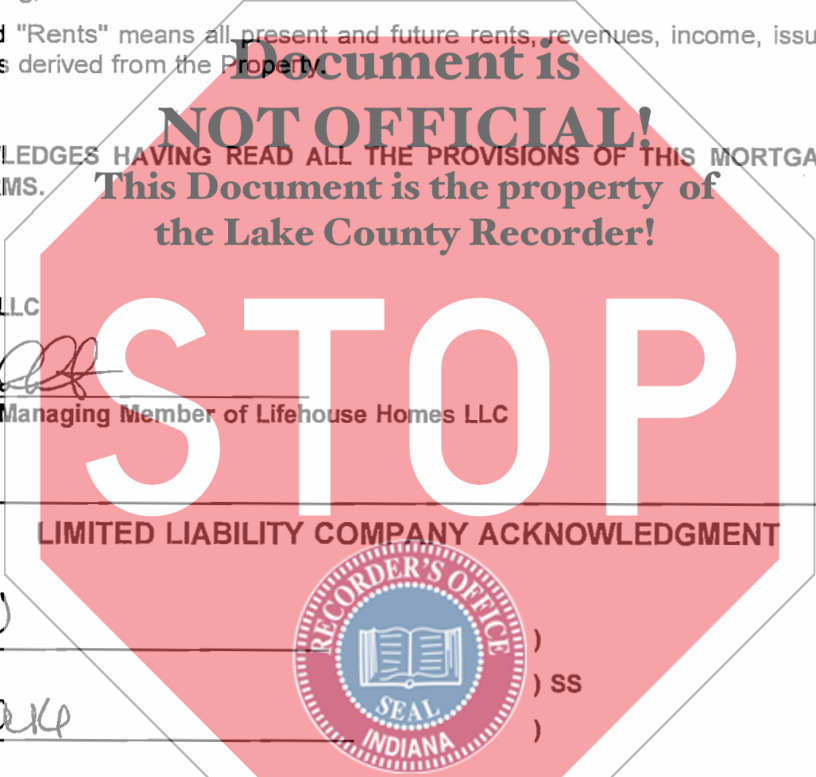 "Rents" means all present and future rents, revenues, income, issu
derived from the Property.
Document is
NOT OFFICIAL!
This Document is the property of
the Lake County Recorder!
LEDGES HAVING READ ALL THE PROVISIONS OF THIS MORTGA
MS.
LLC
STOP
Managing Member of Lifehouse Homes LLC
LIMITED LIABILITY COMPANY ACKNOWLEDGMENT
RECORDER'S OFFICE
SEAL
INDIANA
)
) SS
)